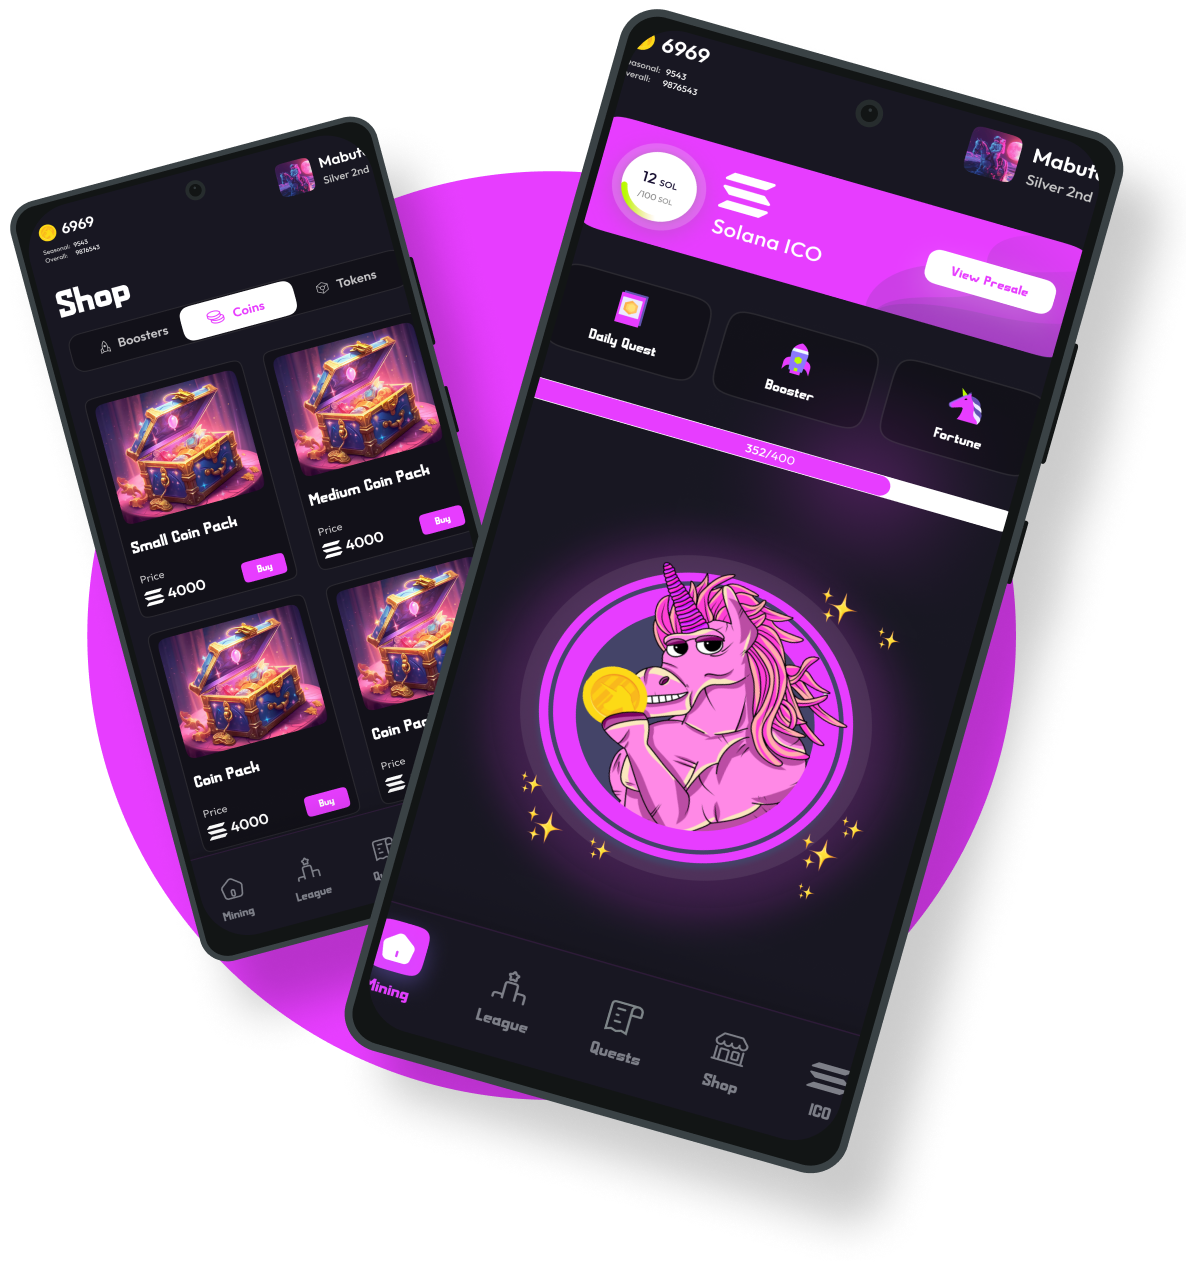 6969
Seasonal: 9543
Overall: 9876543
Mabut
Silver 2nd
Shop
Boosters
Coins
Tokens
Small Coin Pack
Price
4000
Buy
Medium Coin Pack
Price
4000
Buy
Coin Pack
Price
4000
Buy
Coin Pac
Price
Mining
League
Qu
6969
asonal: 9543
verall: 9876543
Mabut
Silver 2nd
12 SOL
/100 SOL
Solana ICO
View Presale
Daily Quest
Booster
Fortune
352/400
Mining
League
Quests
Shop
ICO